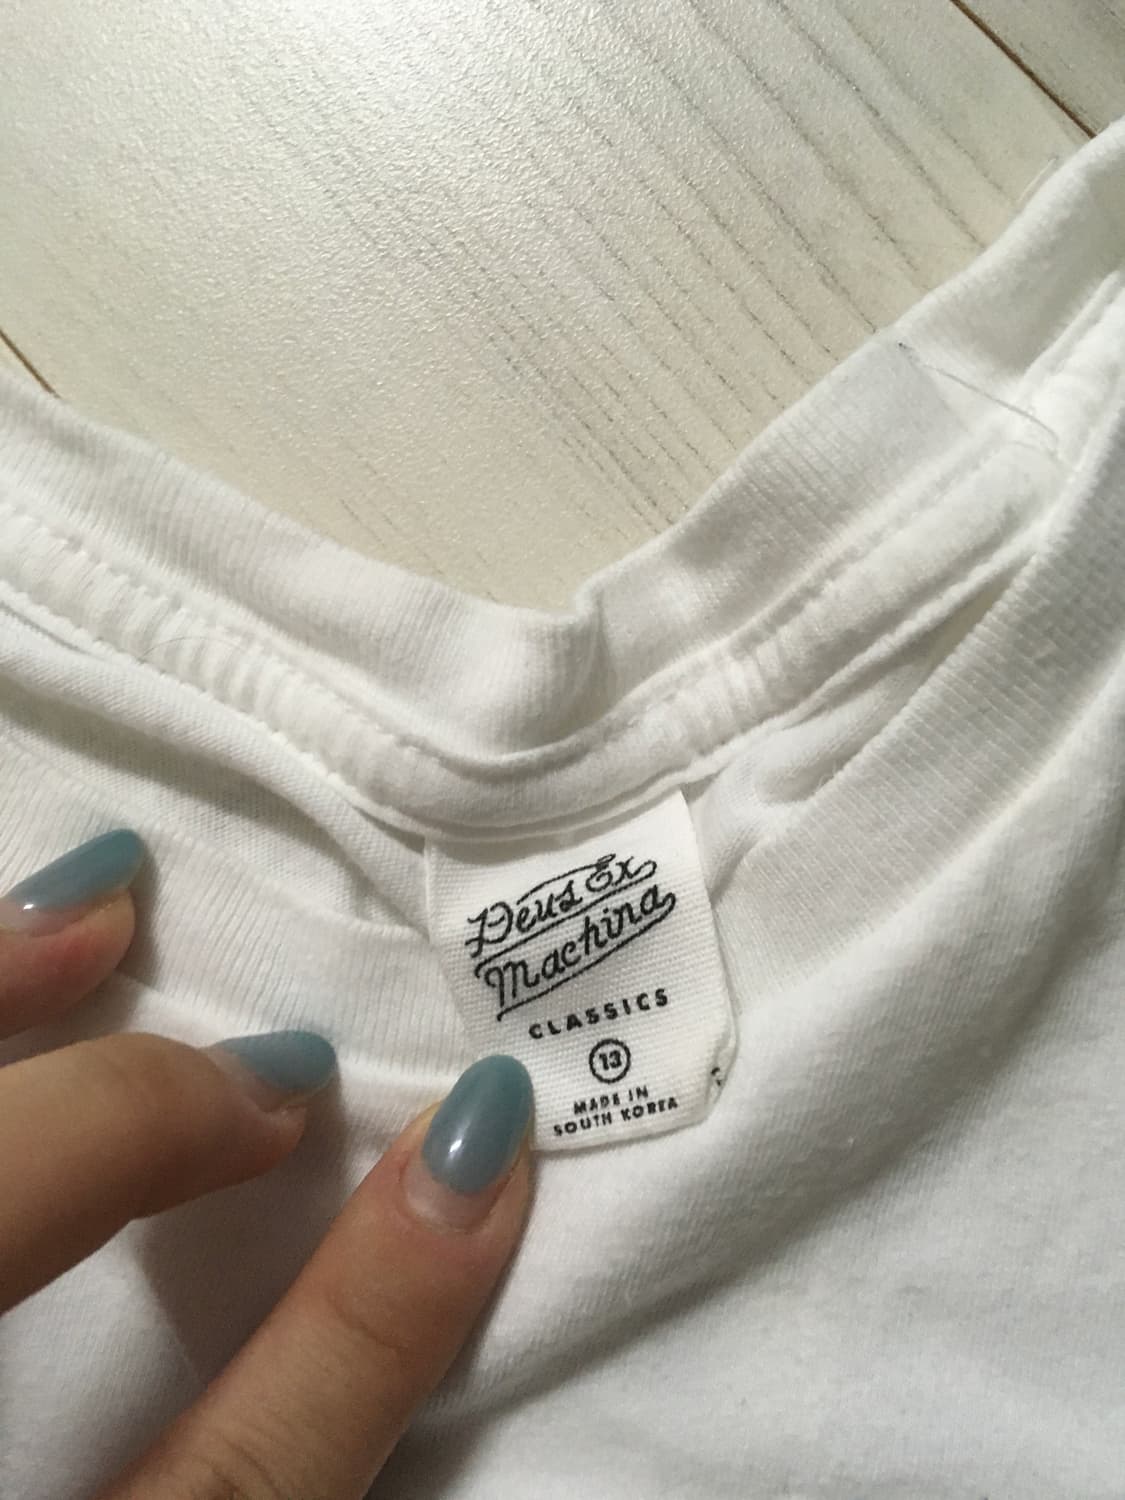 Deus Ex
Machina
CLASSICS
13
MADE IN
SOUTH KOREA